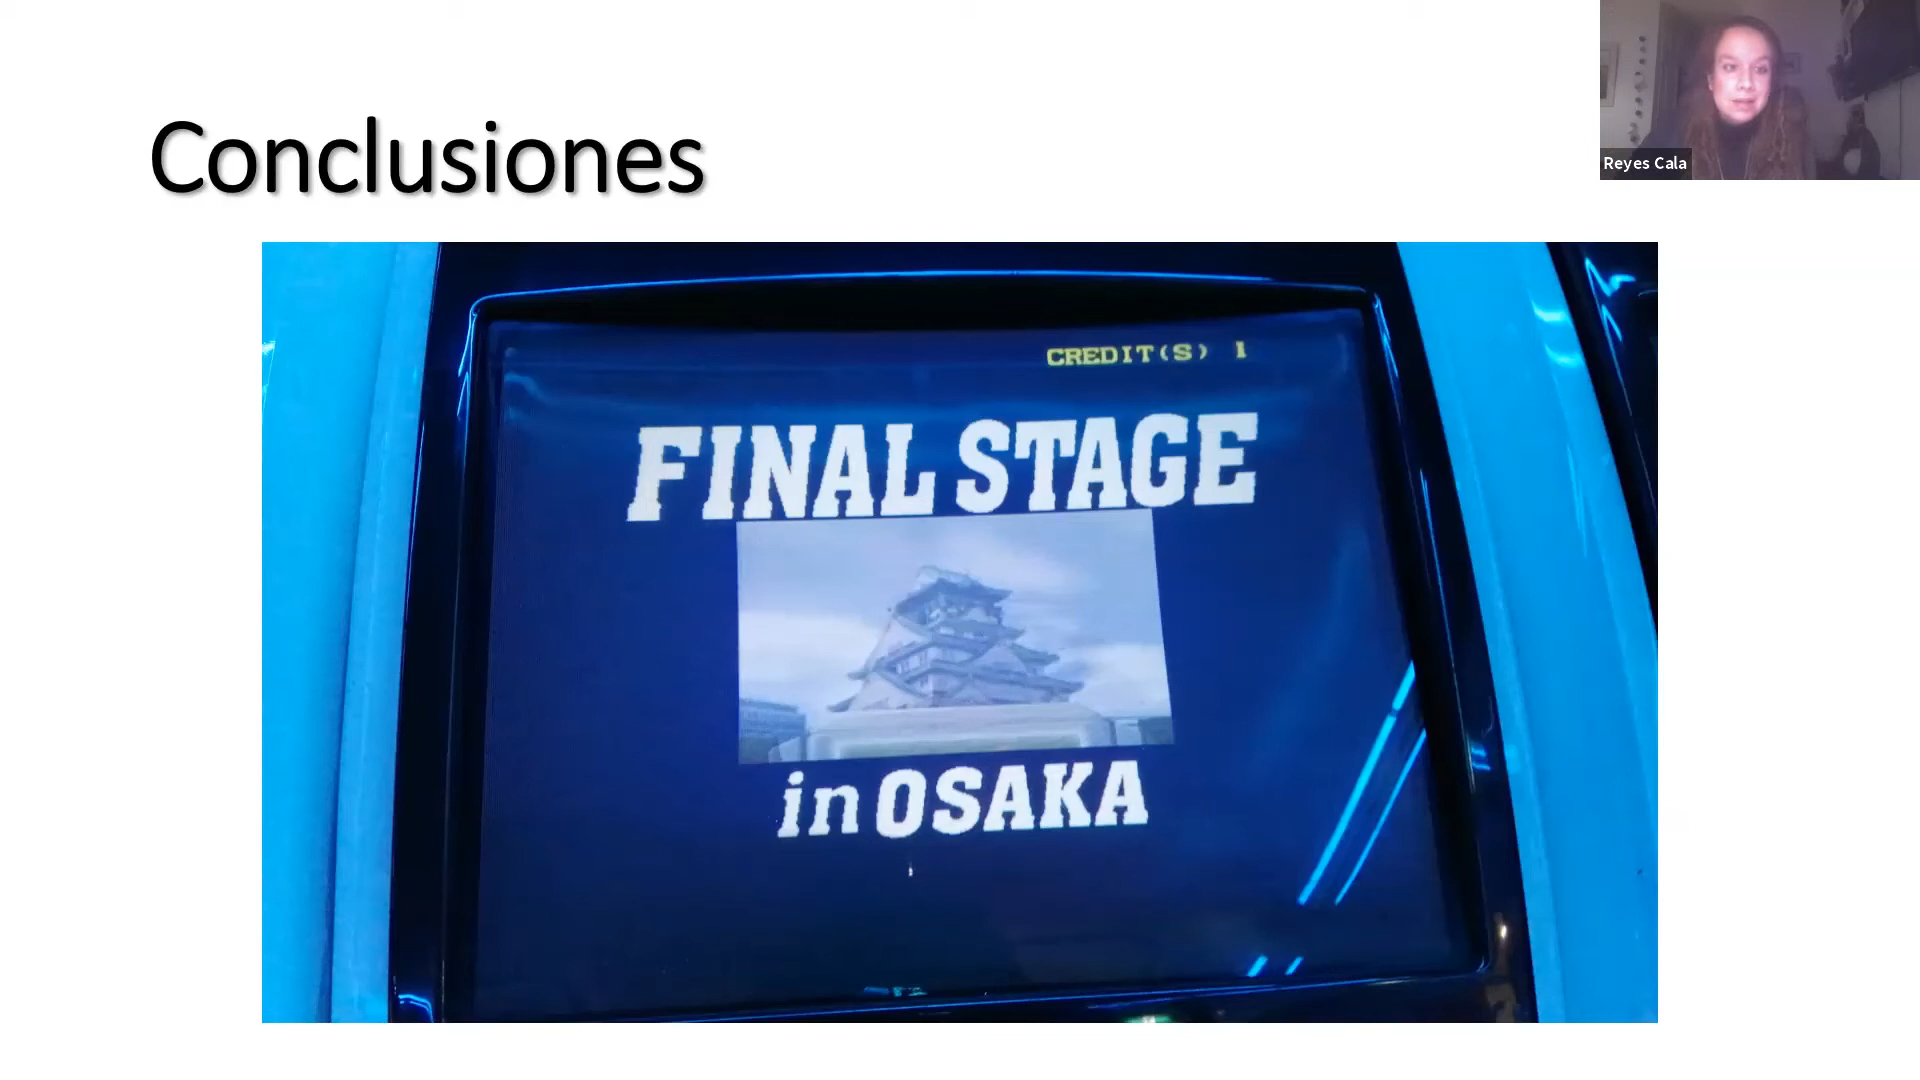 Conclusiones
Reyes Cala
CREDIT(S) 1
FINAL STAGE
in OSAKA